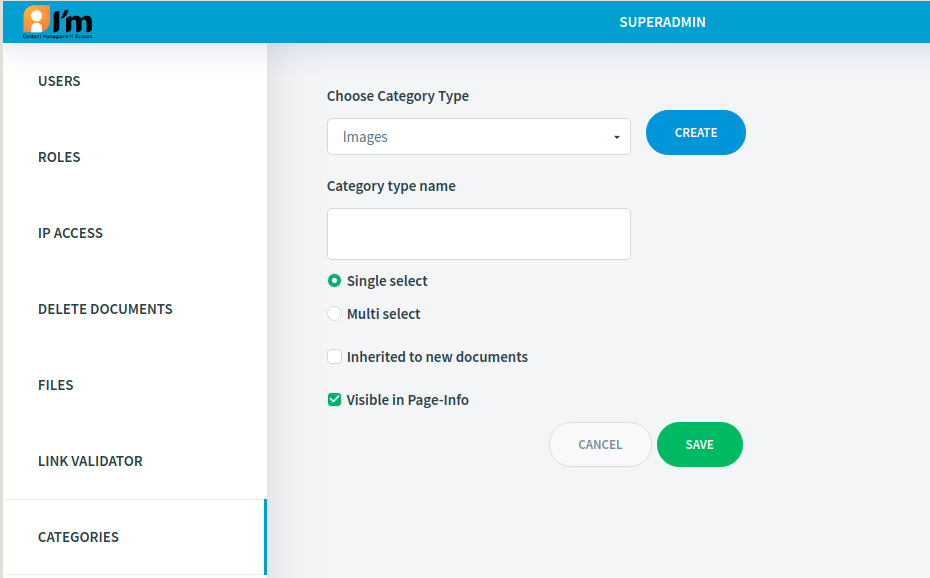 I'm
Content Management System
SUPERADMIN
USERS
ROLES
IP ACCESS
DELETE DOCUMENTS
FILES
LINK VALIDATOR
CATEGORIES
Choose Category Type
Images
CREATE
Category type name
Single select
Multi select
Inherited to new documents
Visible in Page-Info
CANCEL
SAVE